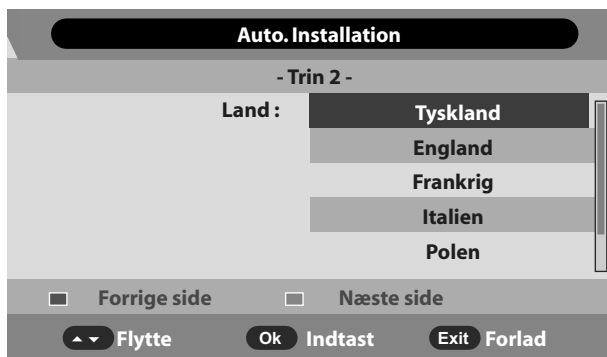 Auto. Installation
- Trin 2 -
Land : Tyskland
England
Frankrig
Italien
Polen
Forrige side Næste side
Flytte Ok Indtast Exit Forlad